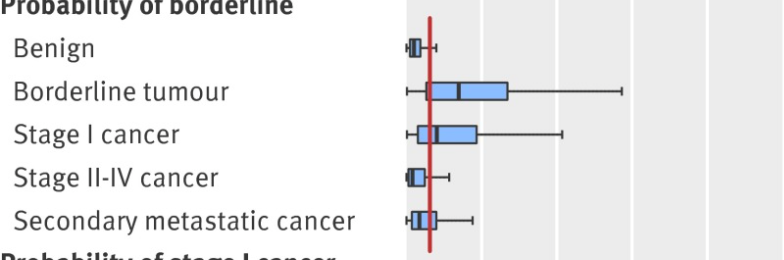 Probability of borderline
Benign
Borderline tumour
Stage I cancer
Stage II-IV cancer
Secondary metastatic cancer
Probability of stage I cancer